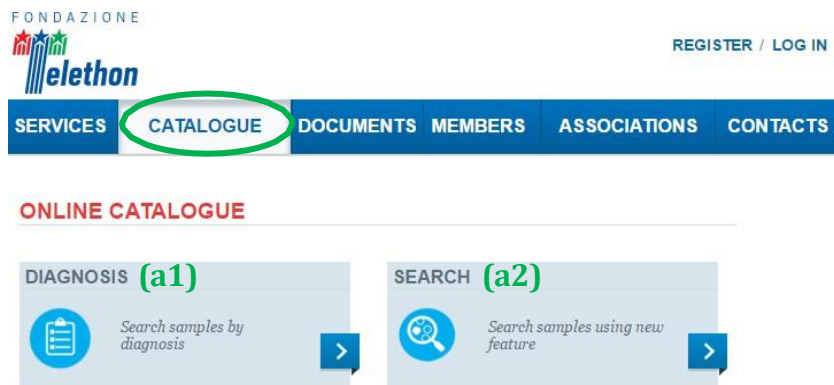 FONDAZIONE
Telethon
REGISTER / LOG IN
SERVICES CATALOGUE DOCUMENTS MEMBERS ASSOCIATIONS CONTACTS
ONLINE CATALOGUE
DIAGNOSIS (a1)
Search samples by
diagnosis
SEARCH (a2)
Search samples using new
feature